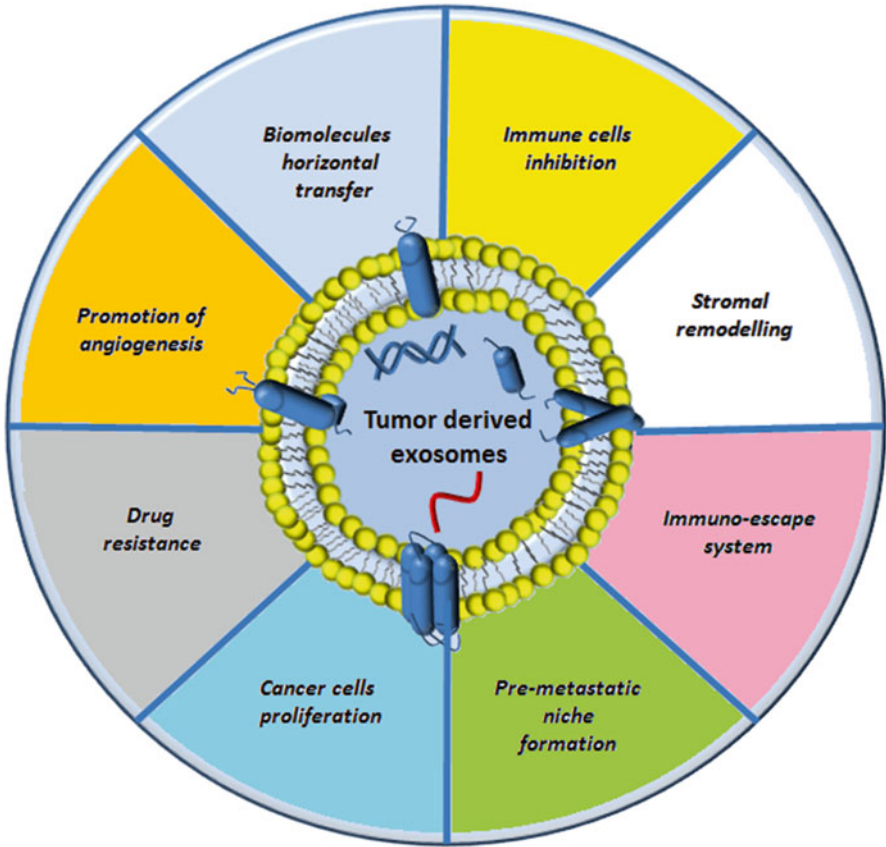 Biomolecules
horizontal
transfer
Immune cells
inhibition
Stromal
remodelling
Immuno-escape
system
Pre-metastatic
niche
formation
Cancer cells
proliferation
Drug
resistance
Promotion of
angiogenesis
Tumor derived
exosomes